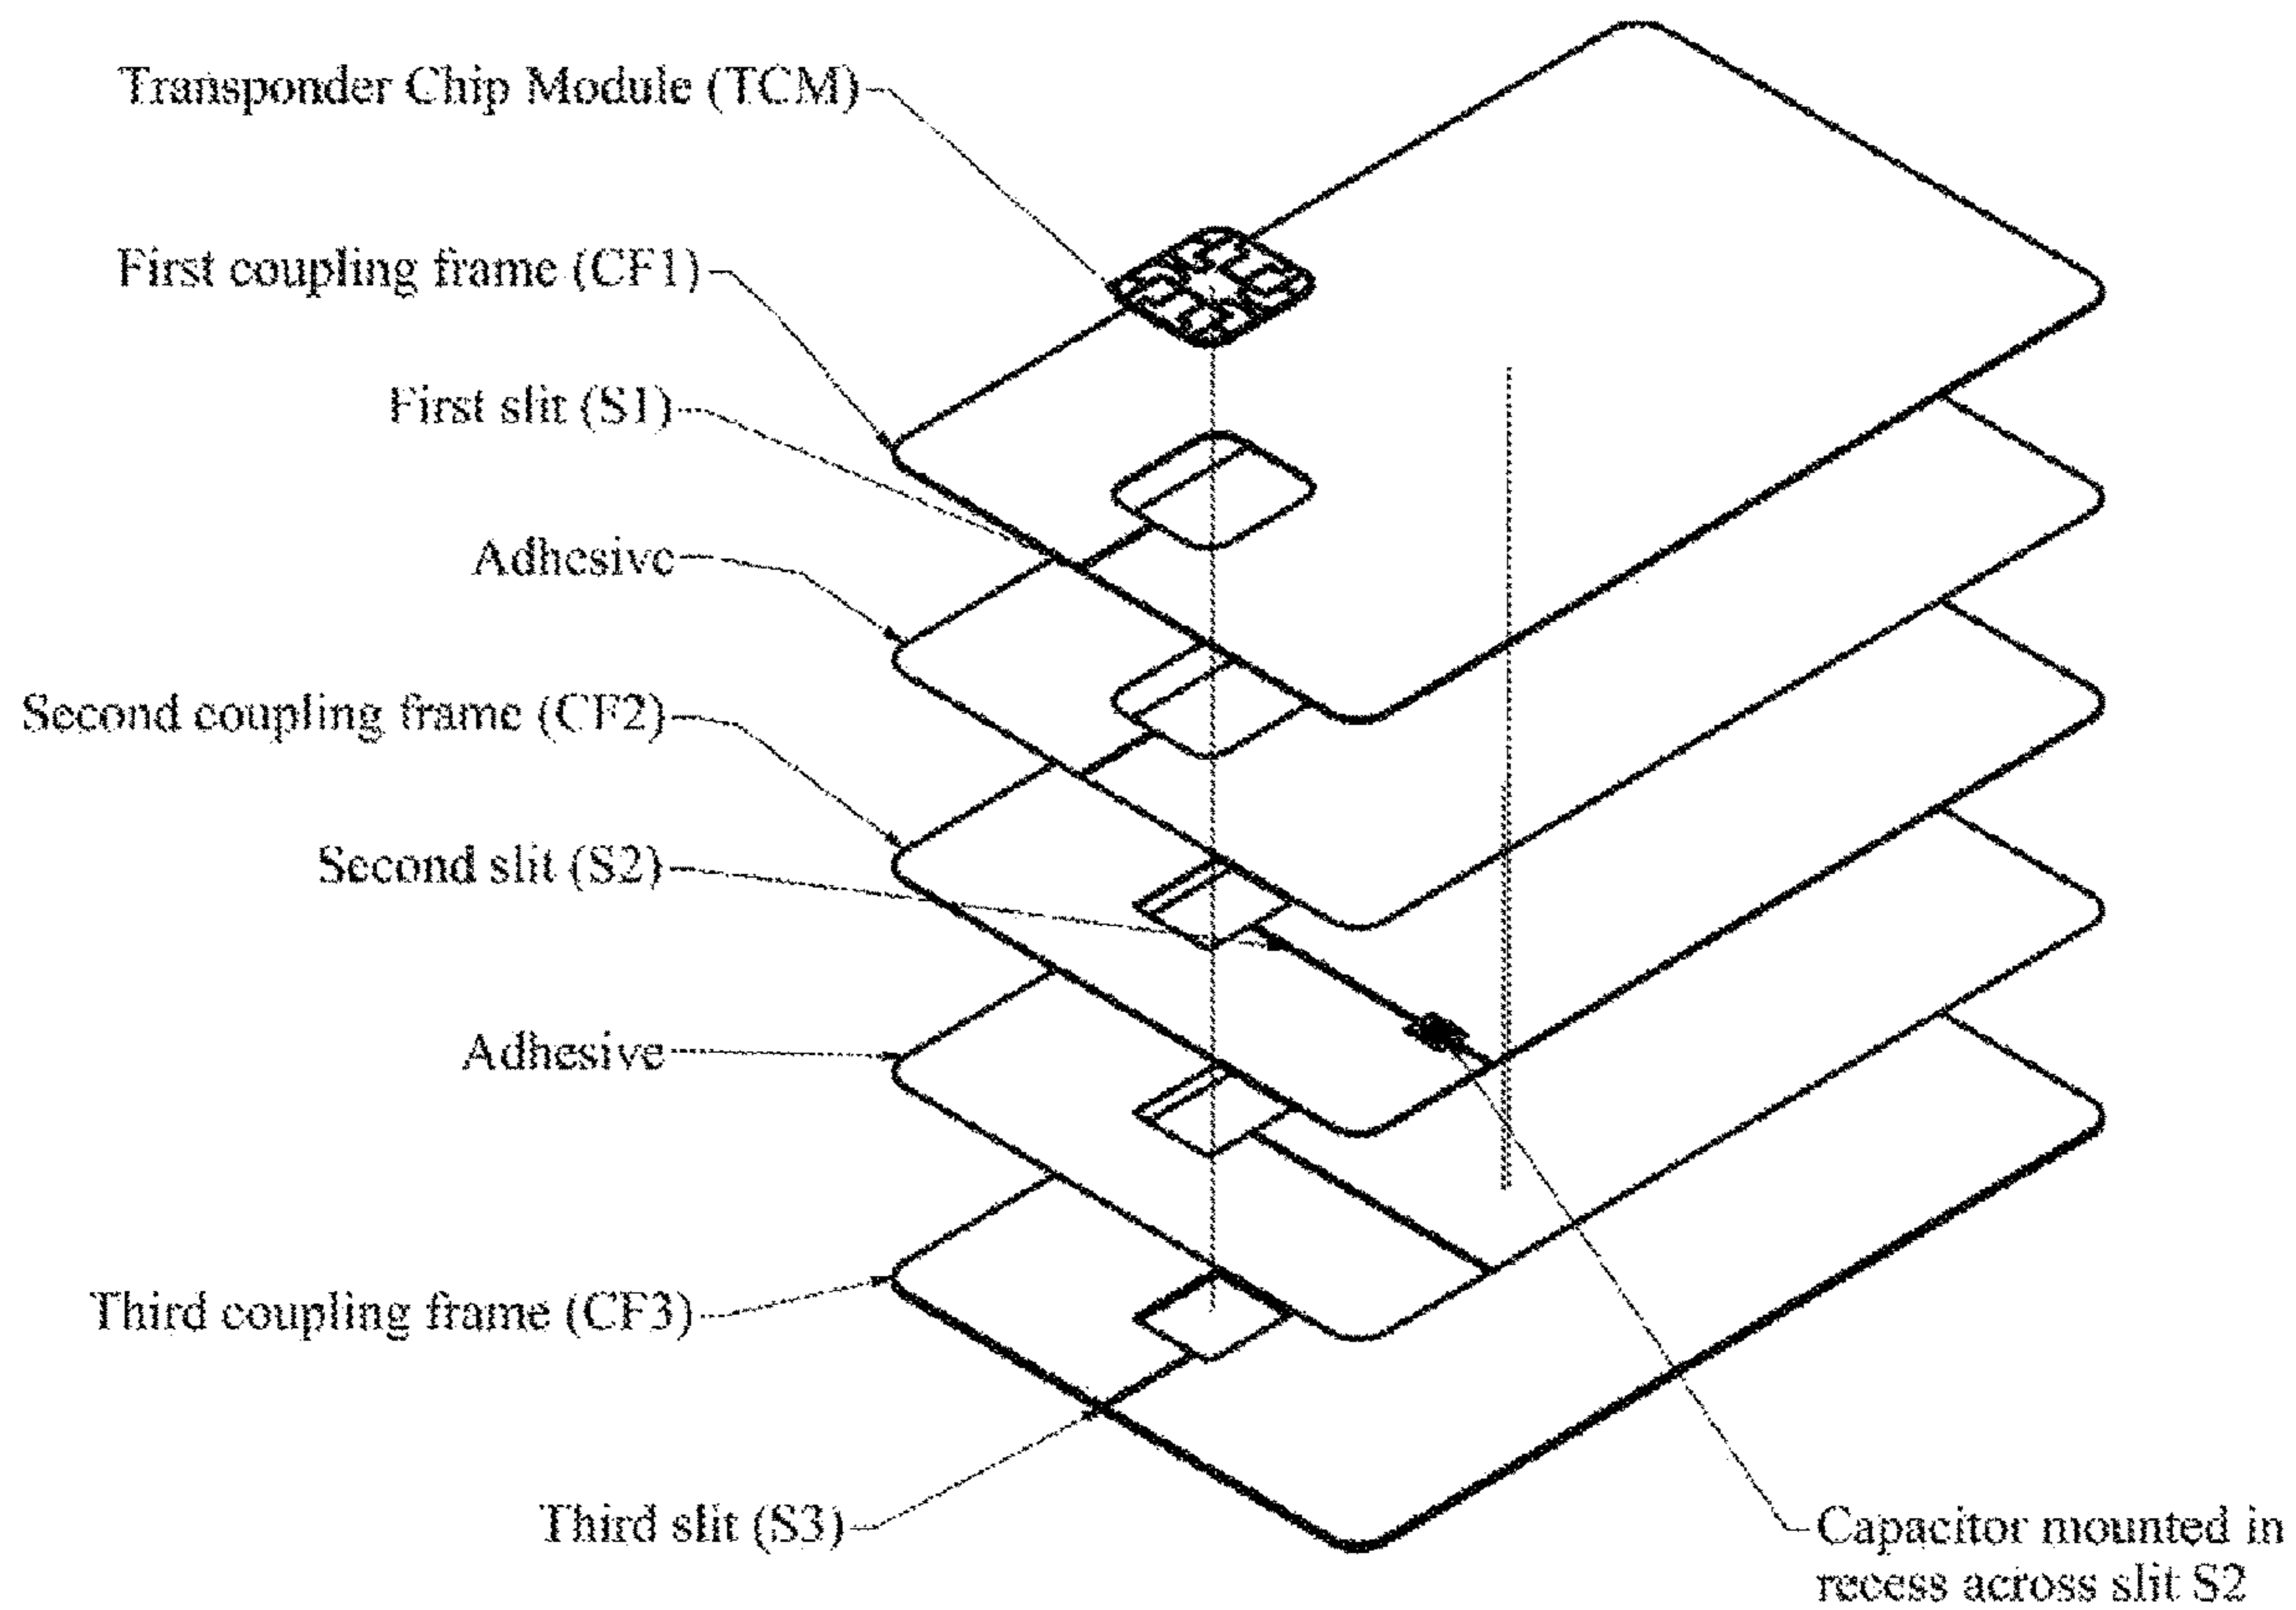 Transponder Chip Module (TCM)
First coupling frame (CF1)
First slit (S1)
Adhesive
Second coupling frame (CF2)
Second slit (S2)
Adhesive
Third coupling frame (CF3)
Third slit (S3)
Capacitor mounted in
recess across slit S2